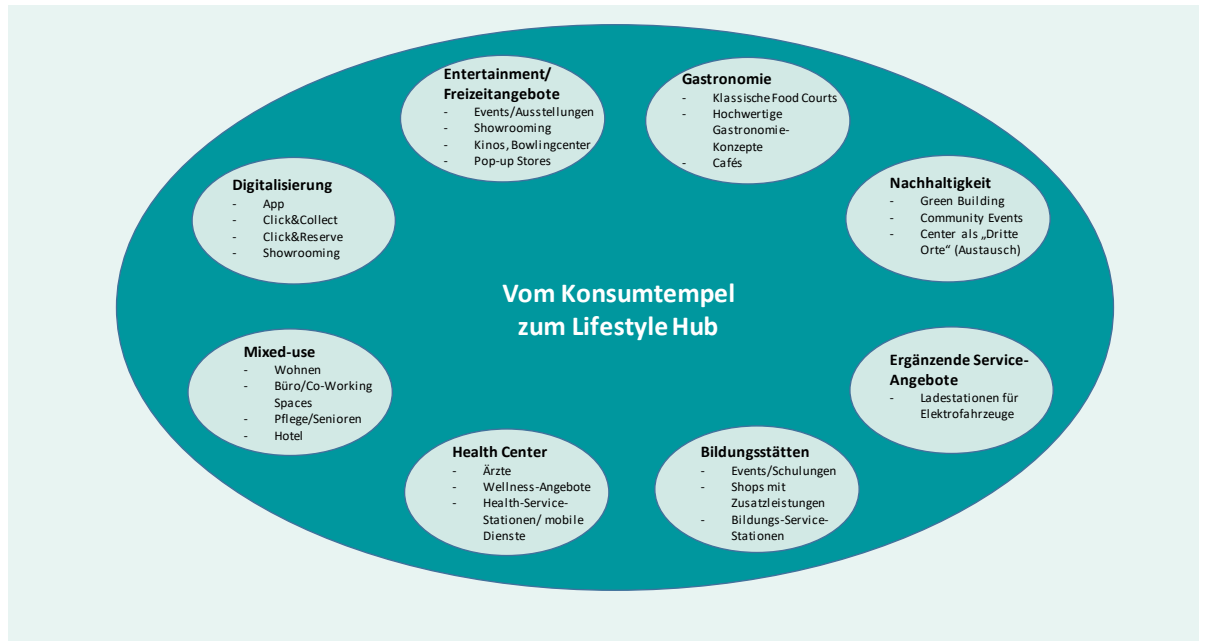 Entertainment/
Freizeitangebote
- Events/Ausstellungen
- Showrooming
- Kinos, Bowlingcenter
- Pop-up Stores
Gastronomie
- Klassische Food Courts
- Hochwertige
Gastronomie-
Konzepte
- Cafés
Digitalisierung
- App
- Click&Collect
- Click&Reserve
- Showrooming
Nachhaltigkeit
- Green Building
- Community Events
- Center als „Dritte
Orte“ (Austausch)
Vom Konsumtempel
zum Lifestyle Hub
Mixed-use
- Wohnen
- Büro/Co-Working
Spaces
- Pflege/Senioren
- Hotel
Ergänzende Service-
Angebote
- Ladestationen für
Elektrofahrzeuge
Health Center
- Ärzte
- Wellness-Angebote
- Health-Service-
Stationen/ mobile
Dienste
Bildungsstätten
- Events/Schulungen
- Shops mit
Zusatzleistungen
- Bildungs-Service-
Stationen